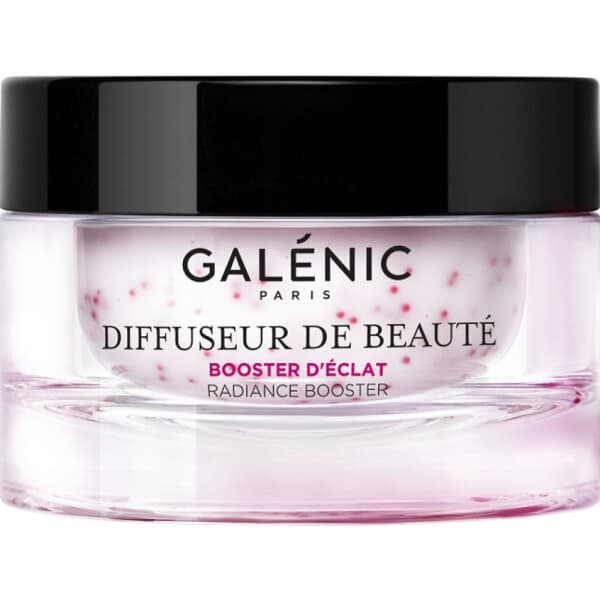 GALÉNIC
PARIS
DIFFUSEUR DE BEAUTÉ
BOOSTER D'ÉCLAT
RADIANCE BOOSTER